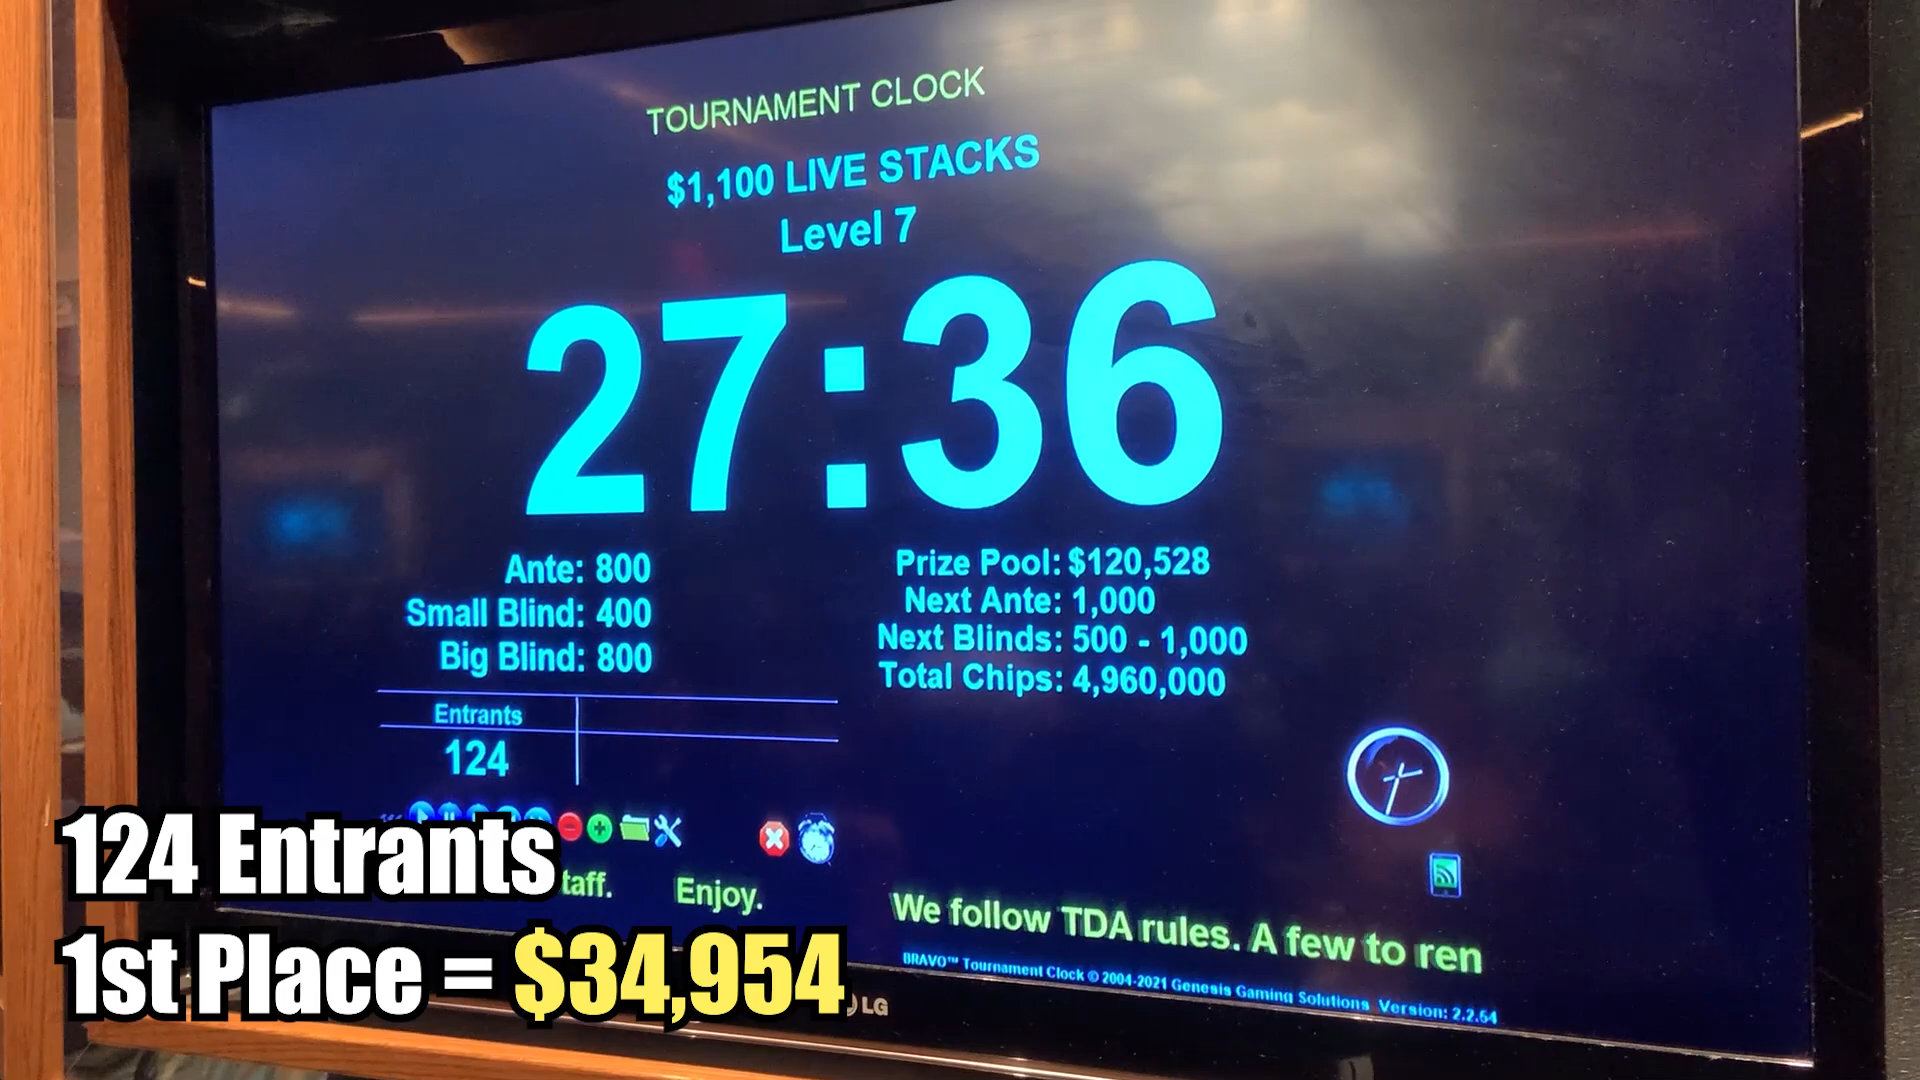 TOURNAMENT CLOCK
$1,100 LIVE STACKS
Level 7
27:36
Ante: 800
Small Blind: 400
Big Blind: 800
Prize Pool: $120,528
Next Ante: 1,000
Next Blinds: 500 - 1,000
Total Chips: 4,960,000
Entrants
124
taff. Enjoy.
We follow TDA rules. A few to ren
BRAVO™ Tournament Clock © 2004-2021 Genesis Gaming Solutions Version: 2.2.54
LG
124 Entrants
1st Place = $34,954